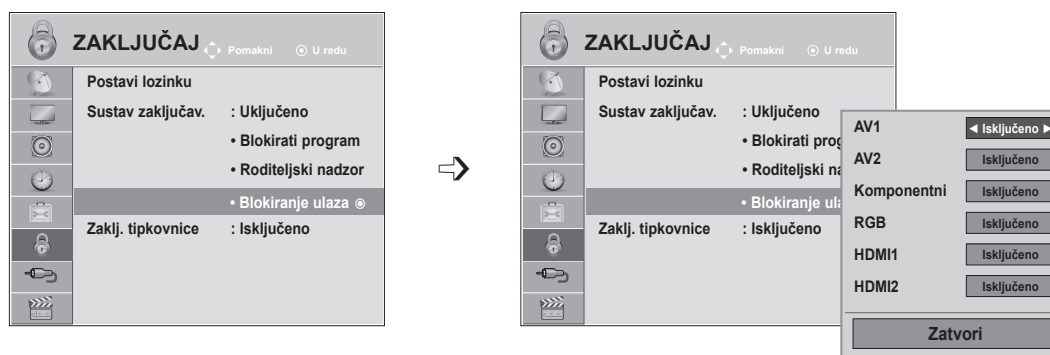 ZAKLJUČAJ Pomakni U redu
Postavi lozinku
Sustav zaključav. : Uključeno
• Blokirati program
• Roditeljski nadzor
• Blokiranje ulaza
Zaklj. tipkovnice : Isključeno
ZAKLJUČAJ Pomakni U redu
Postavi lozinku
Sustav zaključav. : Uključeno
• Blokirati prog
• Roditeljski na
• Blokiranje ula
Zaklj. tipkovnice : Isključeno
AV1 ◀ Isključeno ▶
AV2 Isključeno
Komponentni Isključeno
RGB Isključeno
HDMI1 Isključeno
HDMI2 Isključeno
Zatvori